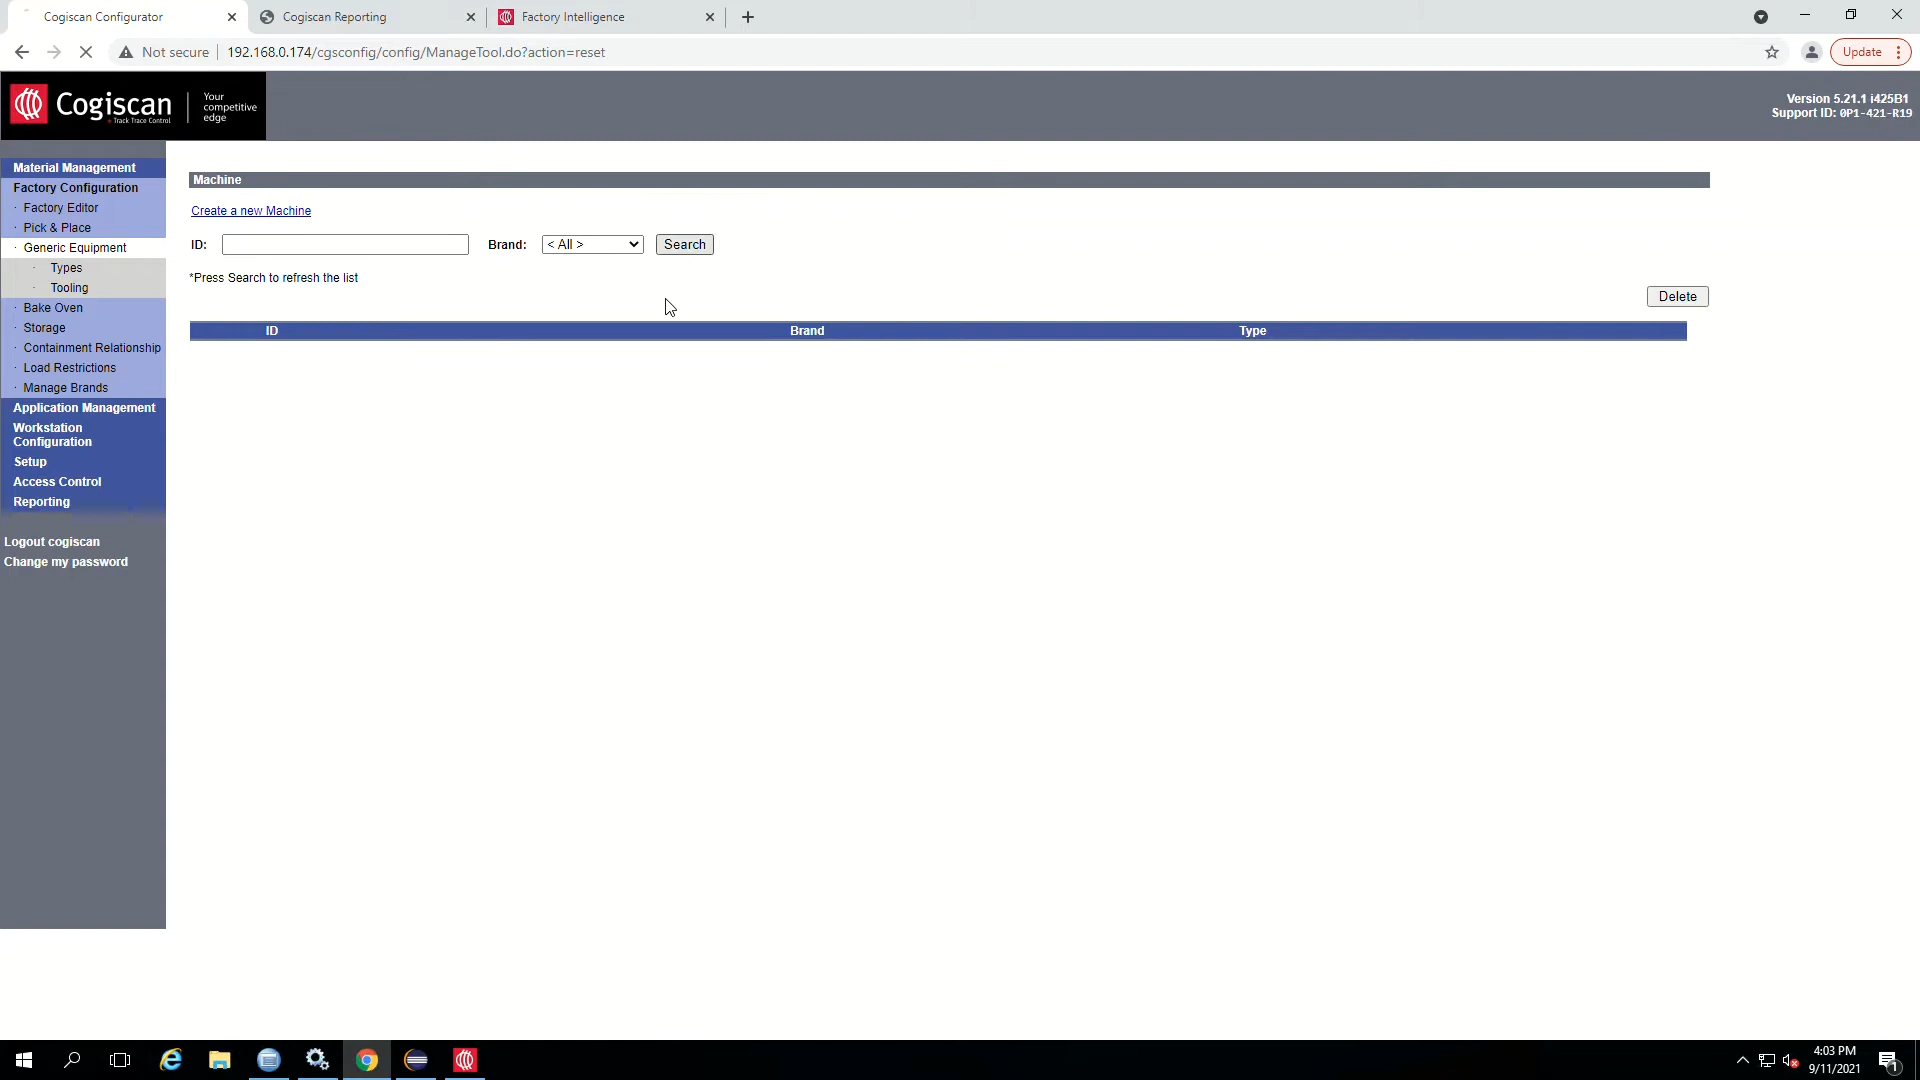 Cogiscan Configurator
Cogiscan Reporting
Factory Intelligence
Not secure
192.168.0.174/cgsconfig/config/ManageTool.do?action=reset
Update
Cogiscan
Track Trace Control
Your
competitive
edge
Version 5.21.1 i425B1
Support ID: 0P1-421-R19
Material Management
Factory Configuration
· Factory Editor
· Pick & Place
· Generic Equipment
· Types
· Tooling
· Bake Oven
· Storage
· Containment Relationship
· Load Restrictions
· Manage Brands
Application Management
Workstation
Configuration
Setup
Access Control
Reporting
Logout cogiscan
Change my password
Machine
Create a new Machine
ID: Brand: < All > Search
*Press Search to refresh the list
Delete
ID Brand Type
4:03 PM
9/11/2021
1